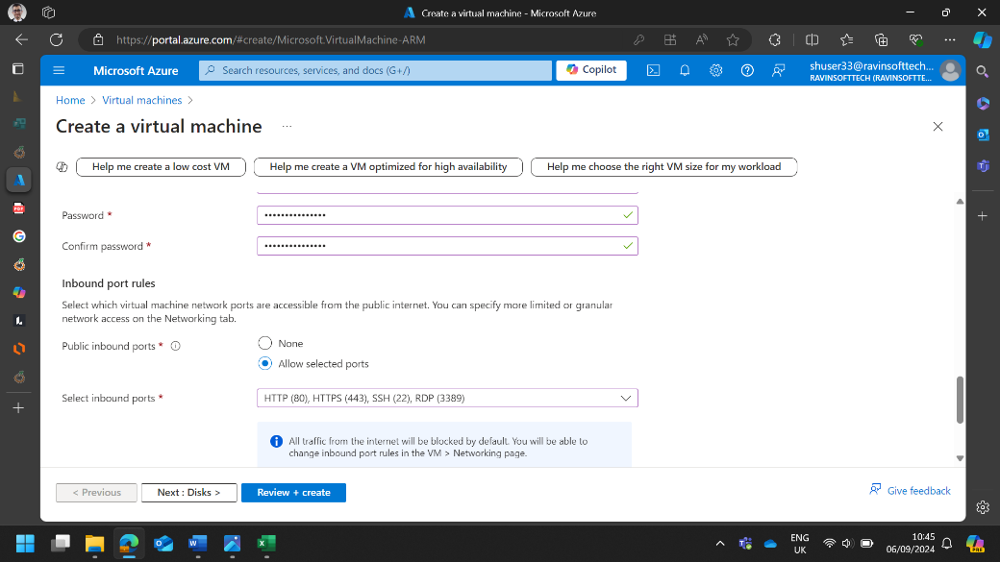 Create a virtual machine - Microsoft Azure
https://portal.azure.com/#create/Microsoft.VirtualMachine-ARM
Microsoft Azure
Search resources, services, and docs (G+/)
Copilot
shuser33@ravinsofttech...
RAVINSOFTTECH (RAVINSOFTTE...
Home > Virtual machines >
Create a virtual machine ...
Help me create a low cost VM
Help me create a VM optimized for high availability
Help me choose the right VM size for my workload
Password *
•••••••••••••••
Confirm password *
•••••••••••••••
Inbound port rules
Select which virtual machine network ports are accessible from the public internet. You can specify more limited or granular
network access on the Networking tab.
Public inbound ports *
None
Allow selected ports
Select inbound ports *
HTTP (80), HTTPS (443), SSH (22), RDP (3389)
All traffic from the internet will be blocked by default. You will be able to
change inbound port rules in the VM > Networking page.
< Previous
Next : Disks >
Review + create
Give feedback
ENG
UK
10:45
06/09/2024